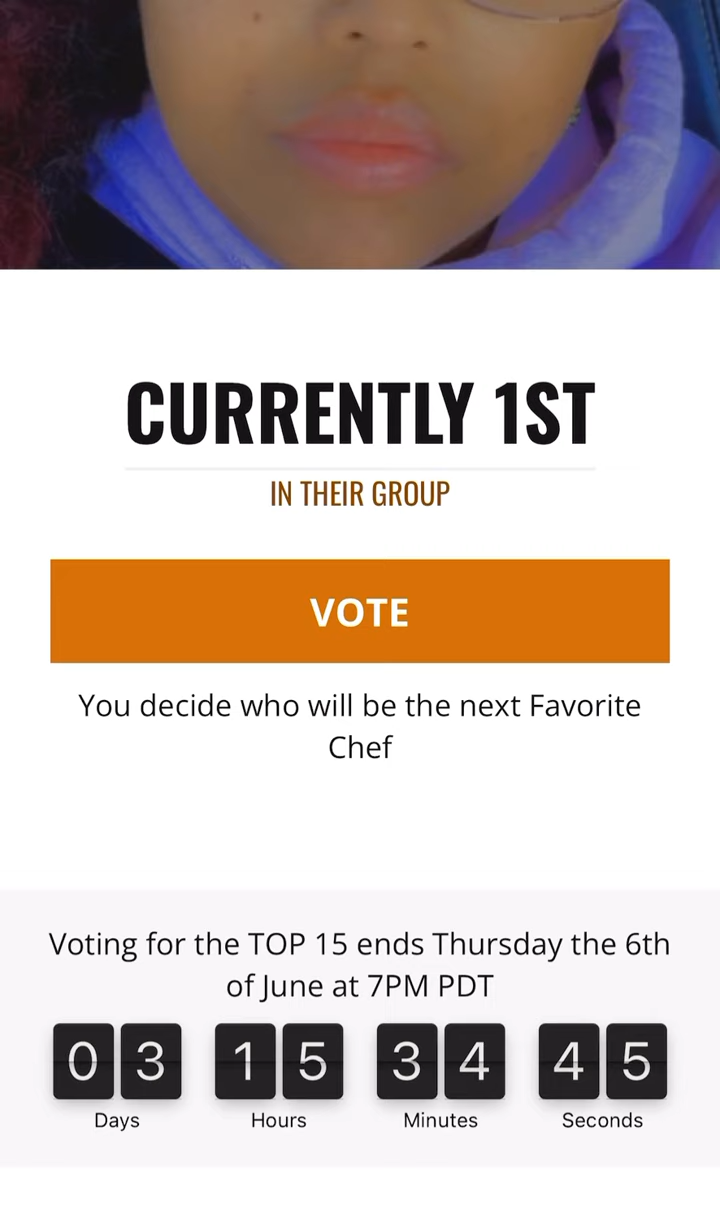 CURRENTLY 1ST
IN THEIR GROUP
VOTE
You decide who will be the next Favorite
Chef
Voting for the TOP 15 ends Thursday the 6th
of June at 7PM PDT
03 15 34 45
Days Hours Minutes Seconds